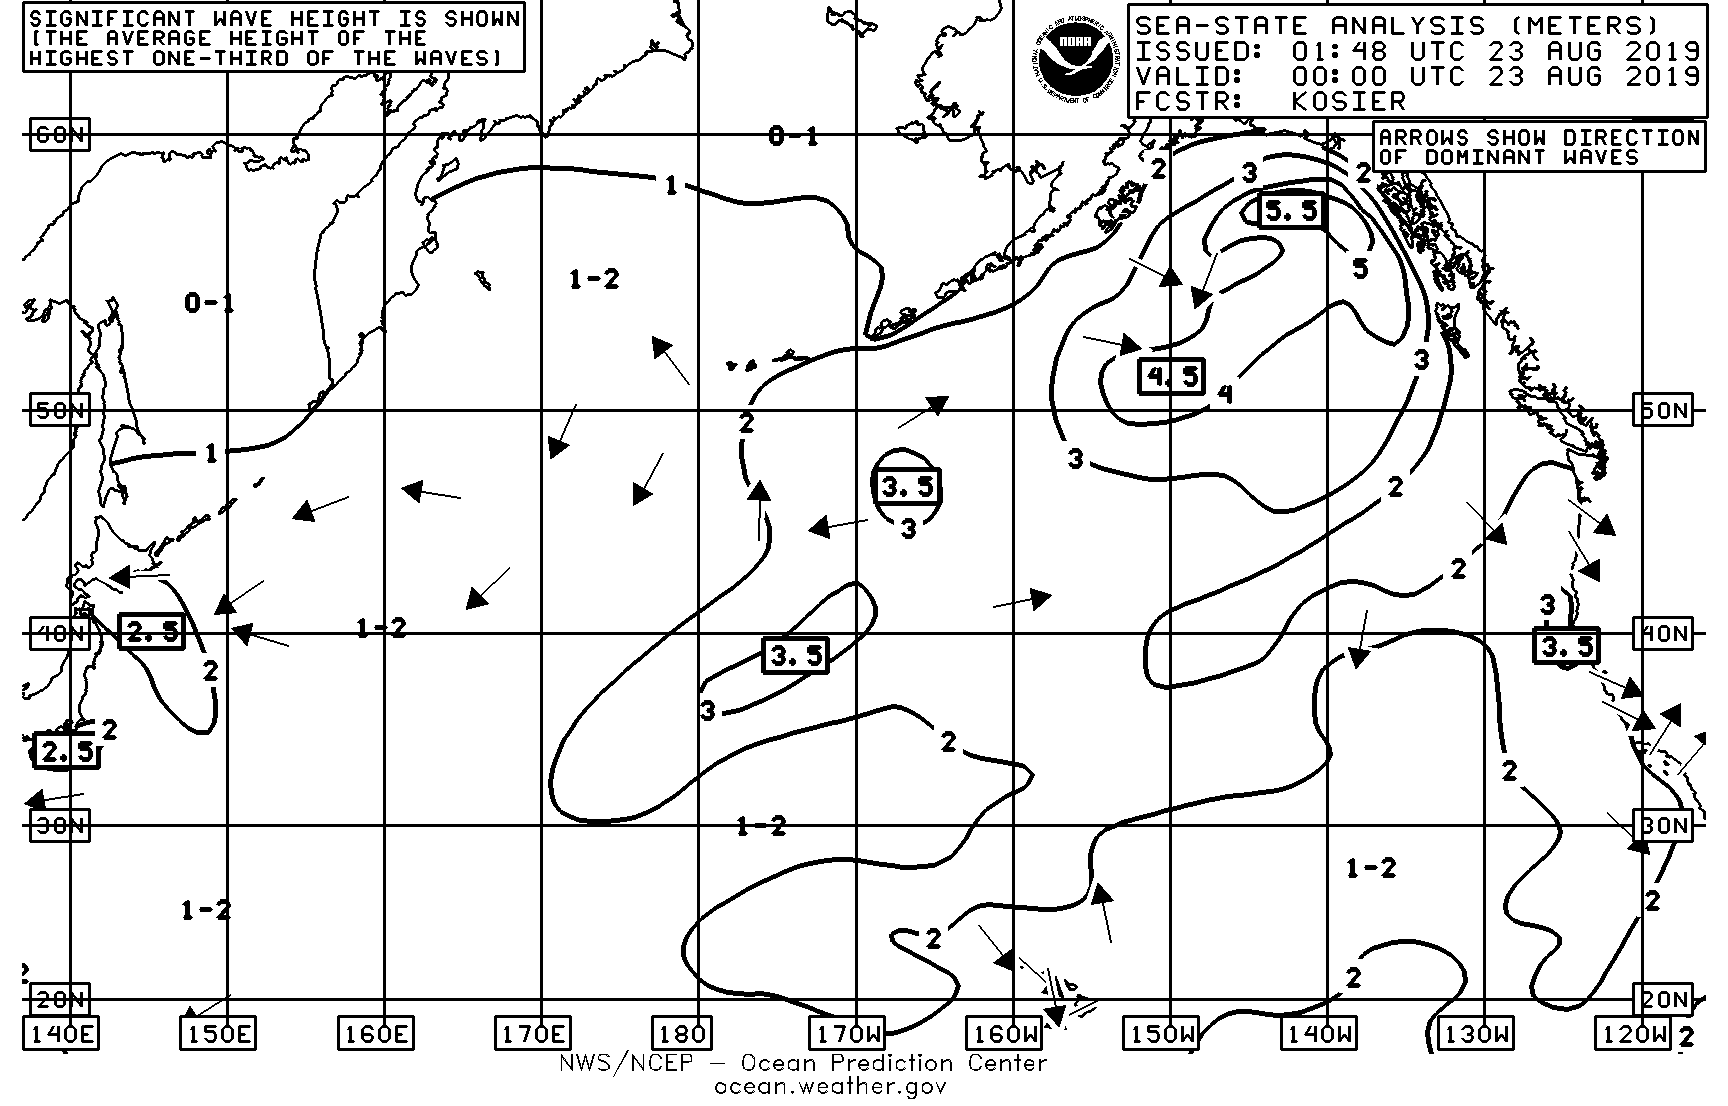 SIGNIFICANT WAVE HEIGHT IS SHOWN
(THE AVERAGE HEIGHT OF THE
HIGHEST ONE-THIRD OF THE WAVES)
NOAA
SEA-STATE ANALYSIS (METERS)
ISSUED: 01:48 UTC 23 AUG 2019
VALID: 00:00 UTC 23 AUG 2019
FCSTR: KOSIER
ARROWS SHOW DIRECTION
OF DOMINANT WAVES
60N
0-1
2
3
2
1
5.5
5
1-2
0-1
3
4.5
4
50N
50N
2
1
3
3.5
2
3
2
3
40N
2.5
1-2
40N
3.5
3.5
2
3
2
2
2.5
2
30N
1-2
30N
1-2
1-2
2
2
2
20N
20N
140E
150E
160E
170E
180
170W
160W
150W
140W
130W
120W
2
NWS/NCEP – Ocean Prediction Center
ocean.weather.gov